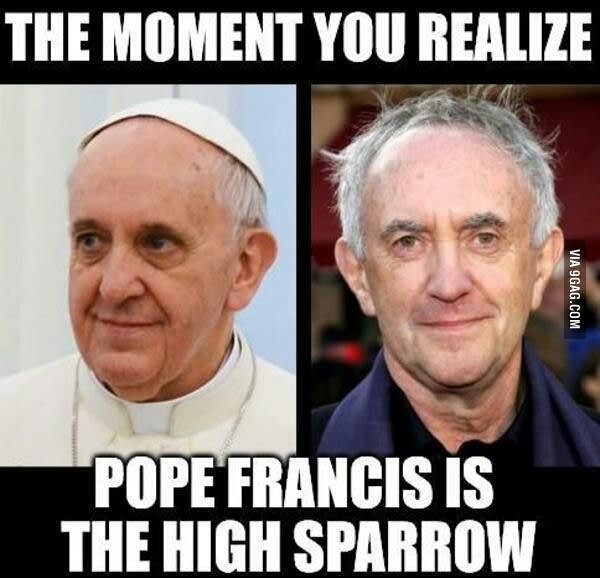 THE MOMENT YOU REALIZE
VIA 9GAG.COM
POPE FRANCIS IS
THE HIGH SPARROW